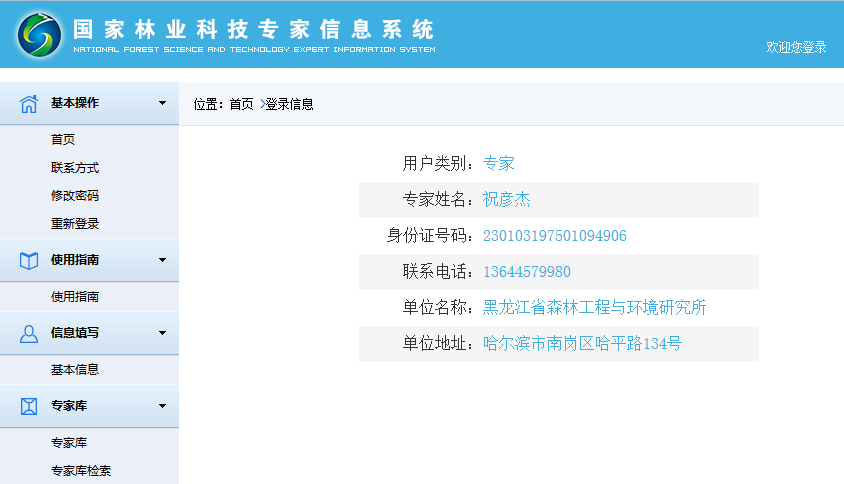 国家林业科技专家信息系统
NATIONAL FOREST SCIENCE AND TECHNOLOGY EXPERT INFORMATION SYSTEM
欢迎您登录
基本操作
首页
联系方式
修改密码
重新登录
使用指南
使用指南
信息填写
基本信息
专家库
专家库
专家库检索
位置：首页 >登录信息
用户类别：专家
专家姓名：祝彦杰
身份证号码：230103197501094906
联系电话：13644579980
单位名称：黑龙江省森林工程与环境研究所
单位地址：哈尔滨市南岗区哈平路134号